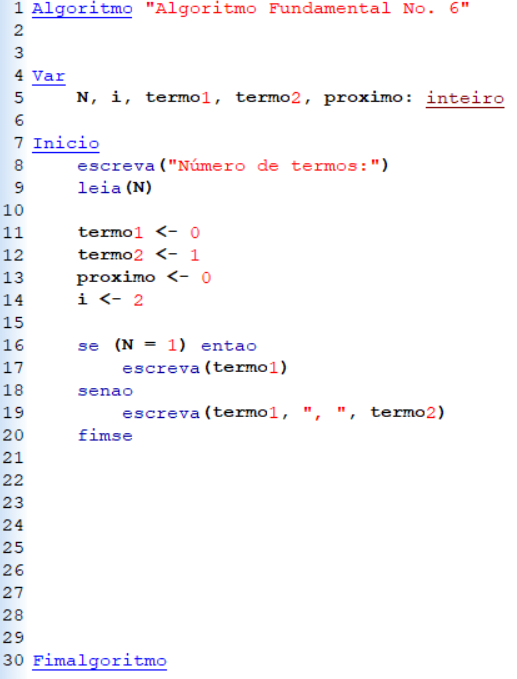 1 Algoritmo "Algoritmo Fundamental No. 6"
2
3
4 Var
5     N, i, termo1, termo2, proximo: inteiro
6
7 Inicio
8     escreva("Número de termos:")
9     leia(N)
10
11     termo1 <- 0
12     termo2 <- 1
13     proximo <- 0
14     i <- 2
15
16     se (N = 1) entao
17         escreva(termo1)
18     senao
19         escreva(termo1, ", ", termo2)
20     fimse
21
22
23
24
25
26
27
28
29
30 Fimalgoritmo